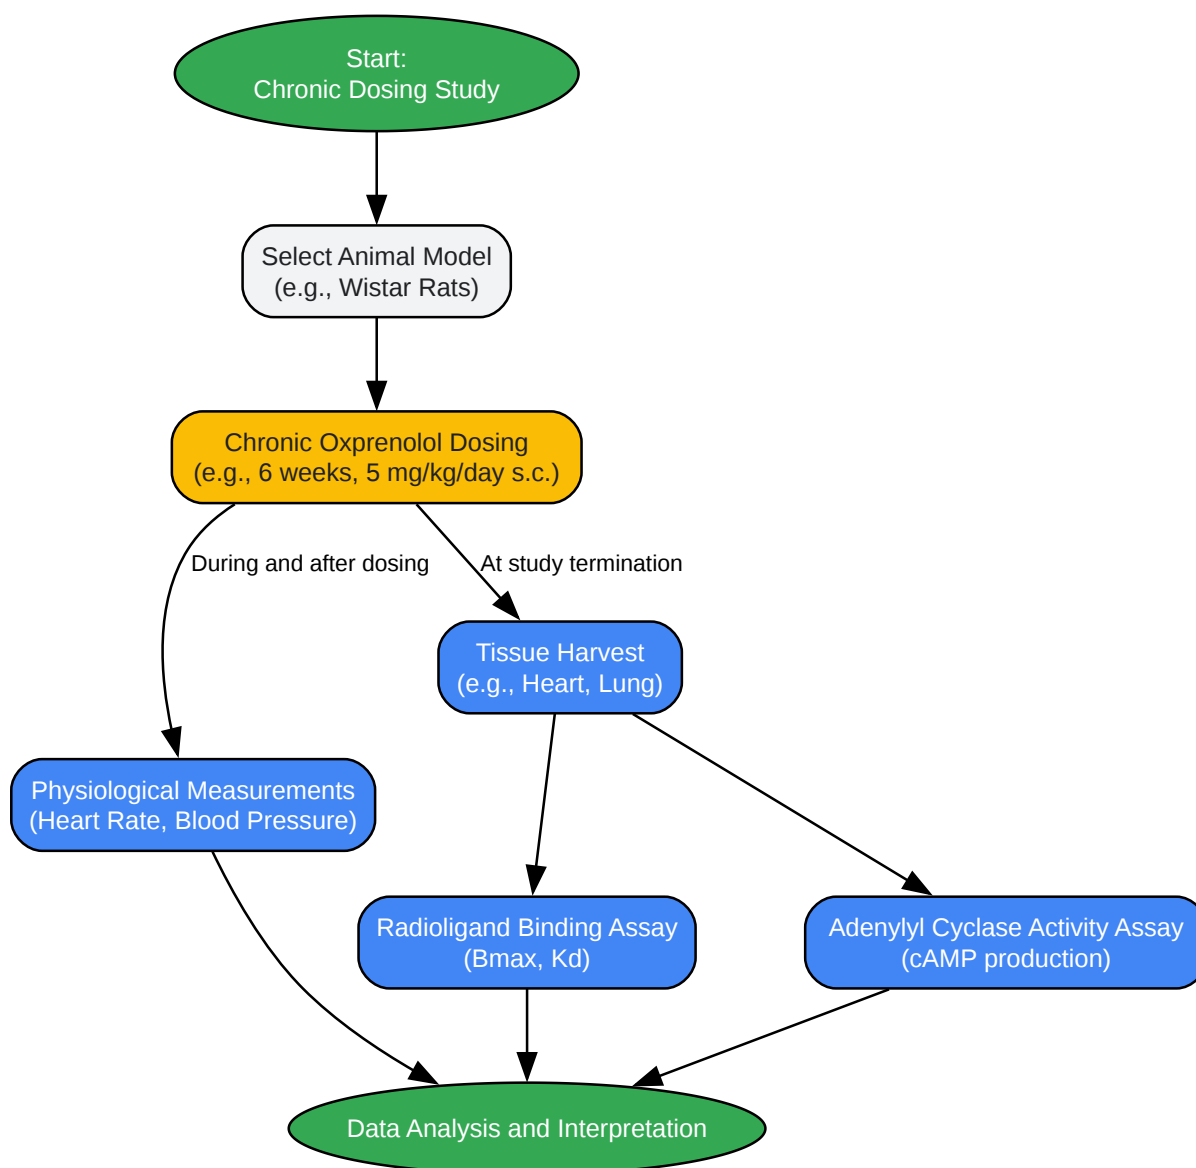 Start:
Chronic Dosing Study
Select Animal Model
(e.g., Wistar Rats)
Chronic Oxprenolol Dosing
(e.g., 6 weeks, 5 mg/kg/day s.c.)
During and after dosing
At study termination
Tissue Harvest
(e.g., Heart, Lung)
Physiological Measurements
(Heart Rate, Blood Pressure)
Radioligand Binding Assay
(Bmax, Kd)
Adenylyl Cyclase Activity Assay
(cAMP production)
Data Analysis and Interpretation